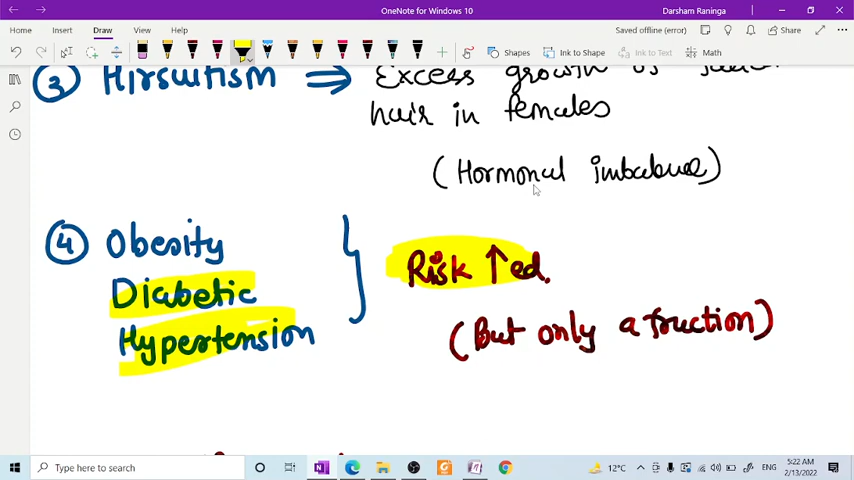 OneNote for Windows 10
Darsham Raninga
Home Insert Draw View Help
Saved offline (error) Share
Shapes Ink to Shape Ink to Text Math
③ Hirsutism ⇒ Excess growth of
hair in females
(Hormonal imbalance)
④ Obesity
Diabetic
Hypertension
Risk ↑ed.
(But only a fraction)
Type here to search
12°C ENG 5:22 AM
2/13/2022